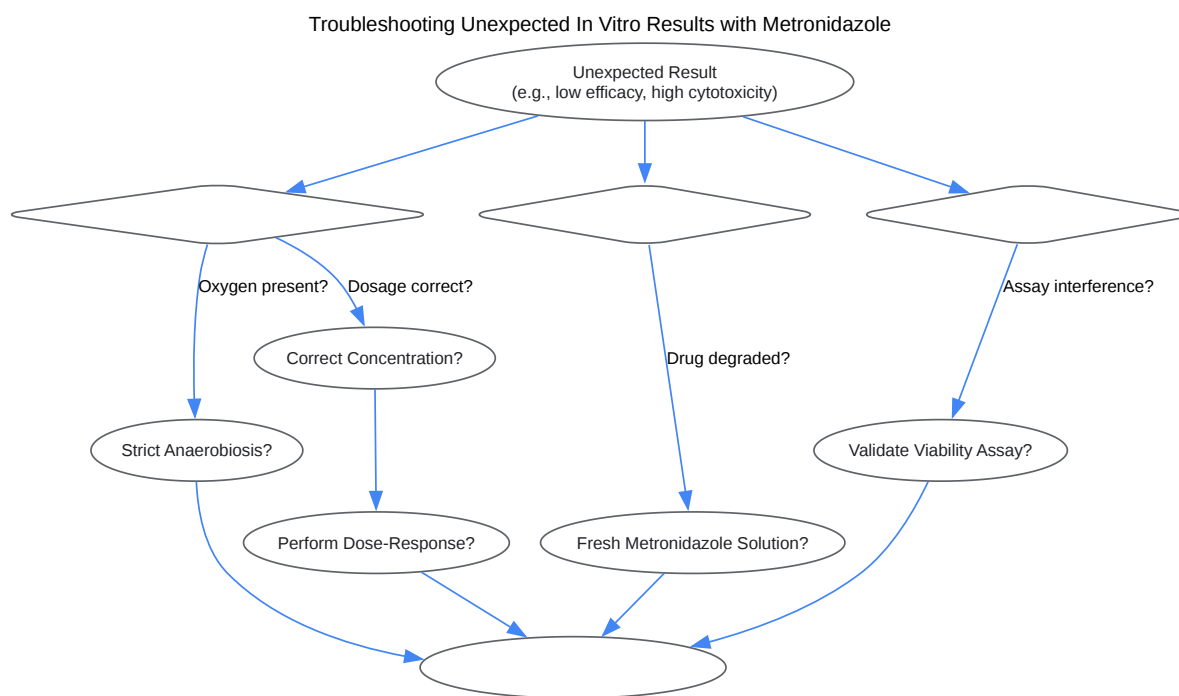 Troubleshooting Unexpected In Vitro Results with Metronidazole
Unexpected Result
(e.g., low efficacy, high cytotoxicity)
Oxygen present?
Dosage correct?
Assay interference?
Correct Concentration?
Drug degraded?
Strict Anaerobiosis?
Validate Viability Assay?
Perform Dose-Response?
Fresh Metronidazole Solution?